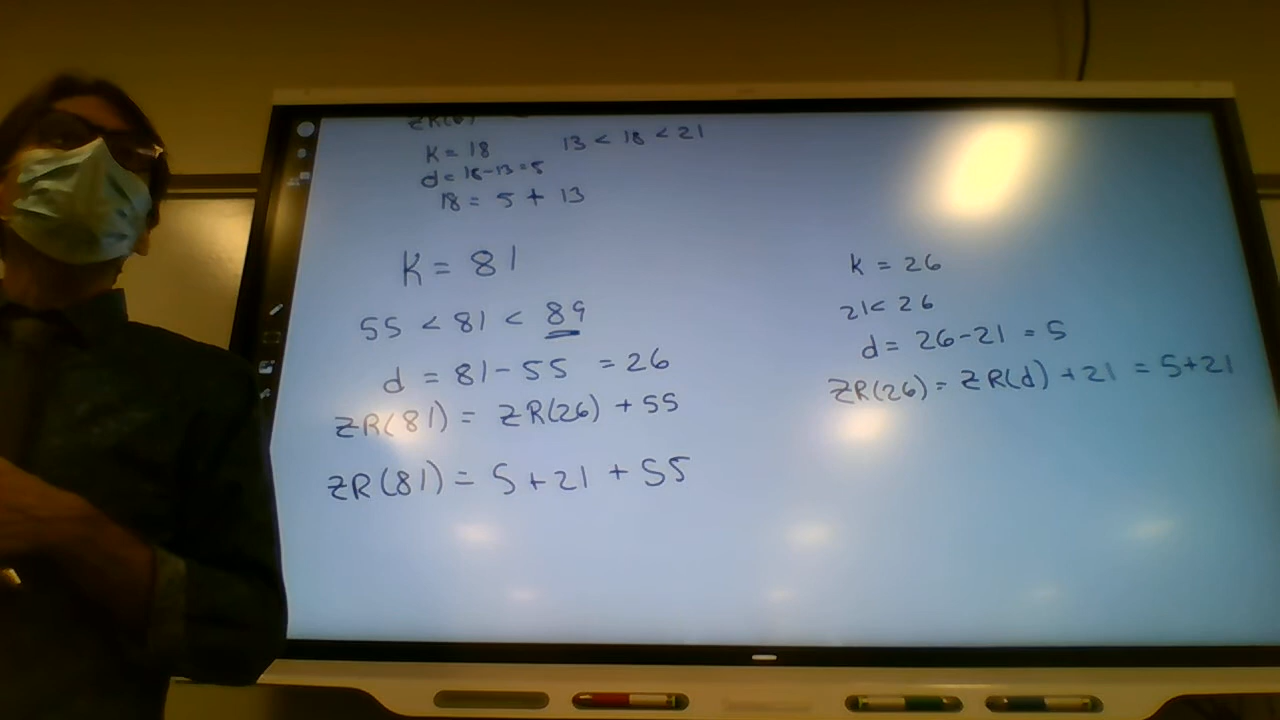 K = 18 13 < 18 < 21
d = 18-13=5
18 = 5 + 13
K = 81
55 < 81 < 89
d = 81-55 = 26
ZR(81) = ZR(26) + 55
ZR(81) = 5+21 + 55
k = 26
21< 26
d = 26-21 = 5
ZR(26) = ZR(d) +21 = 5+21